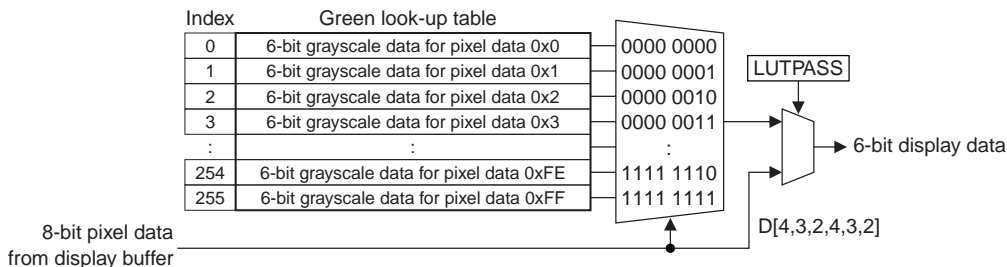 Index Green look-up table
0 6-bit grayscale data for pixel data 0x0 0000 0000
1 6-bit grayscale data for pixel data 0x1 0000 0001
LUTPASS
2 6-bit grayscale data for pixel data 0x2 0000 0010
3 6-bit grayscale data for pixel data 0x3 0000 0011
: : :
6-bit display data
254 6-bit grayscale data for pixel data 0xFE 1111 1110
255 6-bit grayscale data for pixel data 0xFF 1111 1111
D[4,3,2,4,3,2]
8-bit pixel data
from display buffer